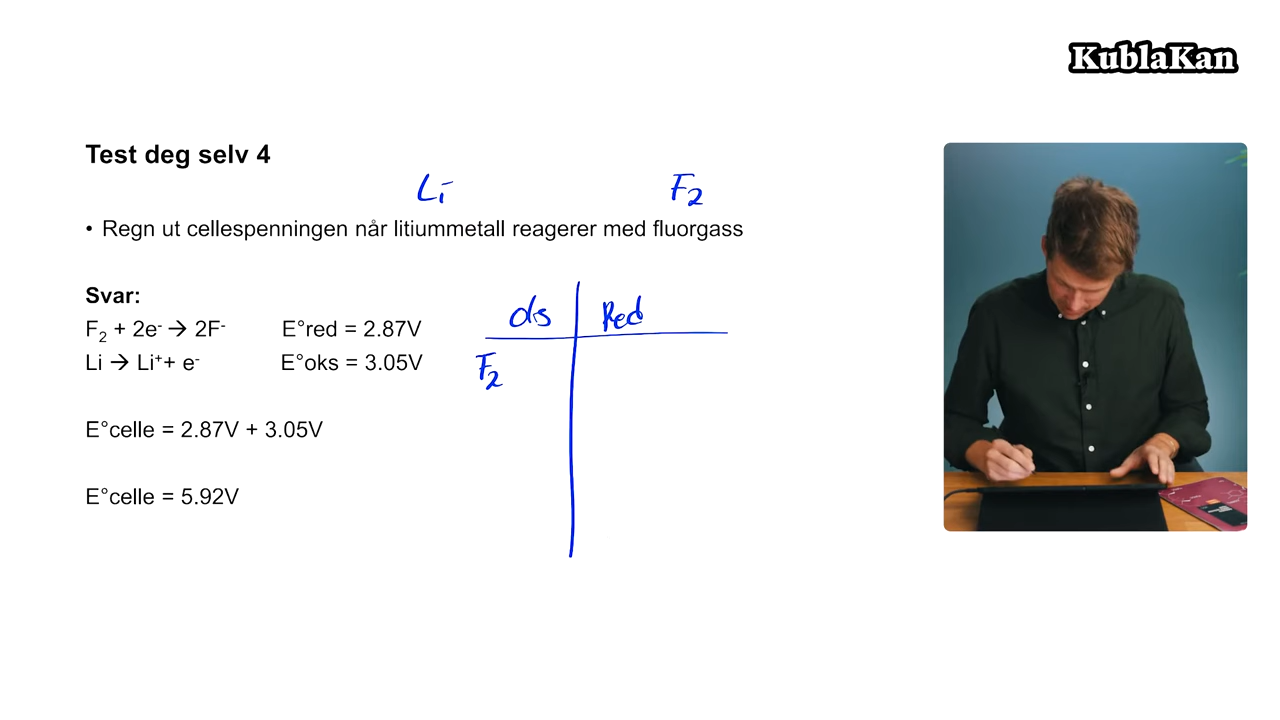 KublaKan
Test deg selv 4
Li F₂
• Regn ut cellespenningen når litiummetall reagerer med fluorgass
Svar:
F₂ + 2e⁻ → 2F⁻ E°red = 2.87V
Li → Li⁺+ e⁻ E°oks = 3.05V
E°celle = 2.87V + 3.05V
E°celle = 5.92V
Oks Red
F₂